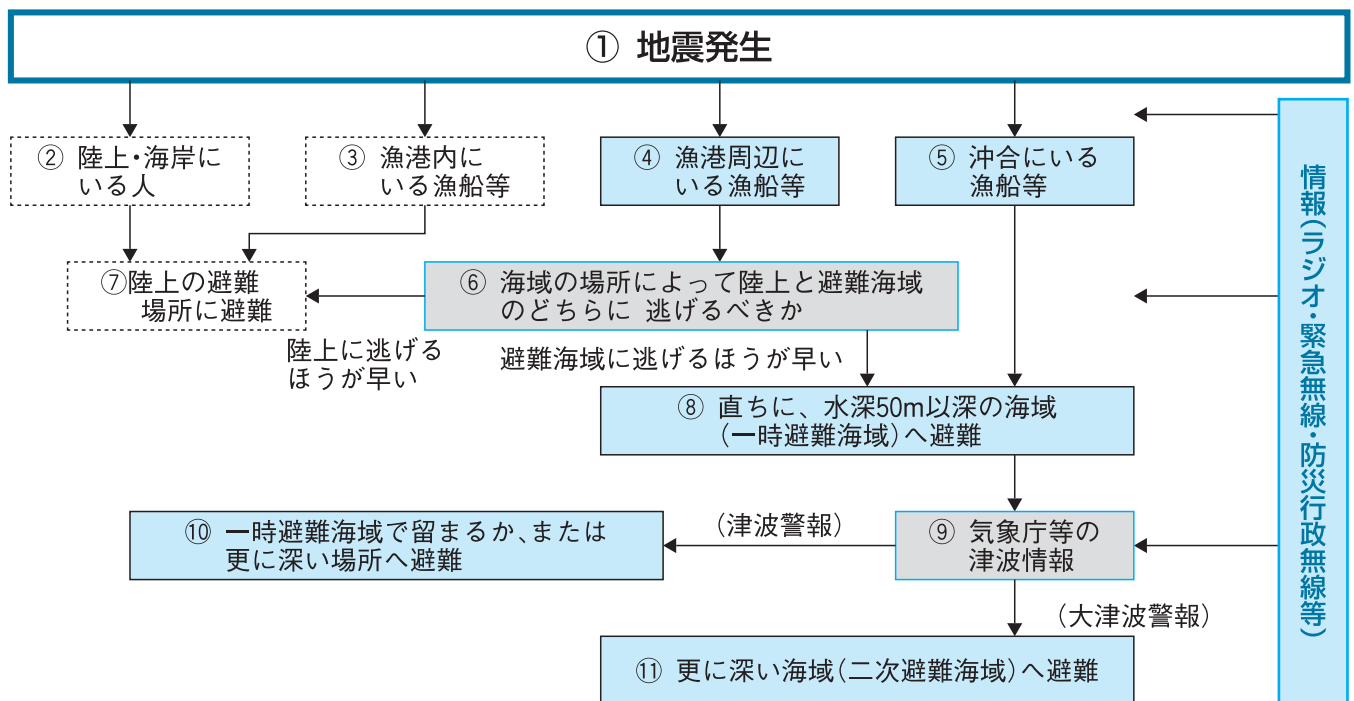 ① 地震発生
② 陸上・海岸に
いる人
③ 漁港内に
いる漁船等
④ 漁港周辺に
いる漁船等
⑤ 沖合にいる
漁船等
⑦陸上の避難
場所に避難
⑥ 海域の場所によって陸上と避難海域
のどちらに 逃げるべきか
陸上に逃げる
ほうが早い
避難海域に逃げるほうが早い
⑧ 直ちに、水深50m以深の海域
（一時避難海域）へ避難
⑩ 一時避難海域で留まるか、または
更に深い場所へ避難
（津波警報）
⑨ 気象庁等の
津波情報
（大津波警報）
⑪ 更に深い海域（二次避難海域）へ避難
情報（ラジオ・緊急無線・防災行政無線等）